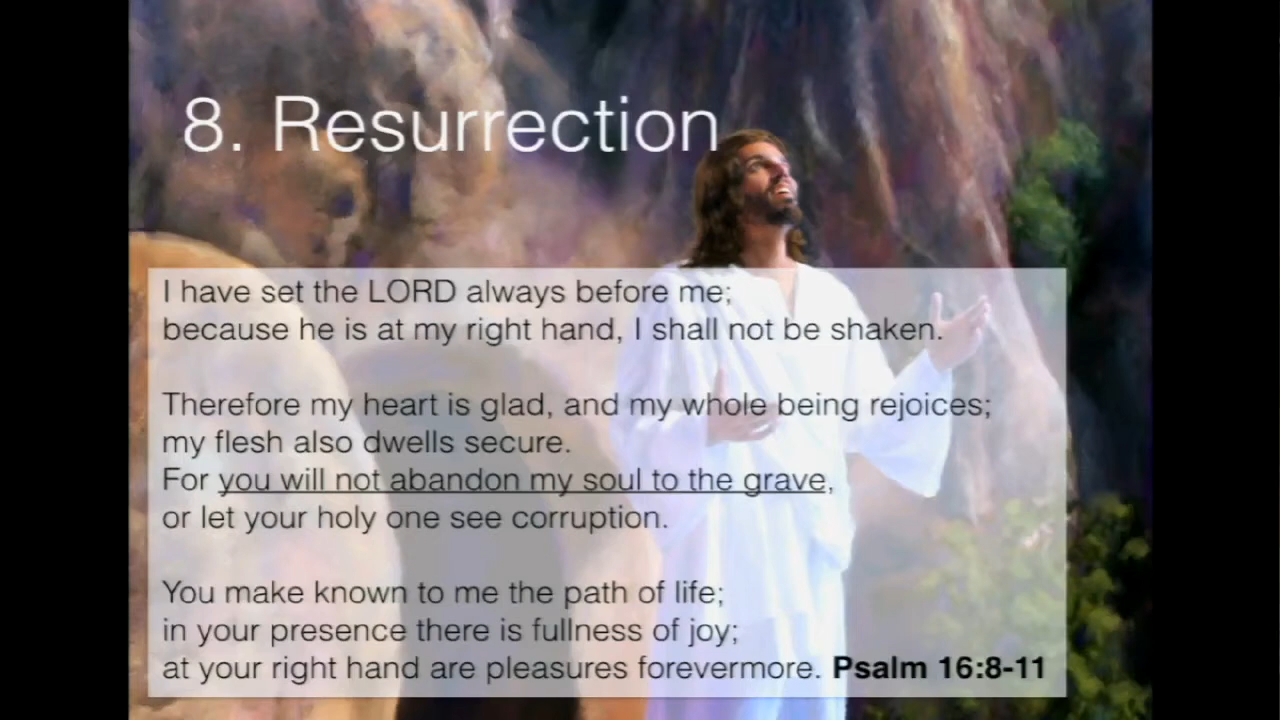 8. Resurrection
I have set the LORD always before me;
because he is at my right hand, I shall not be shaken.
Therefore my heart is glad, and my whole being rejoices;
my flesh also dwells secure.
For you will not abandon my soul to the grave,
or let your holy one see corruption.
You make known to me the path of life;
in your presence there is fullness of joy;
at your right hand are pleasures forevermore. Psalm 16:8-11